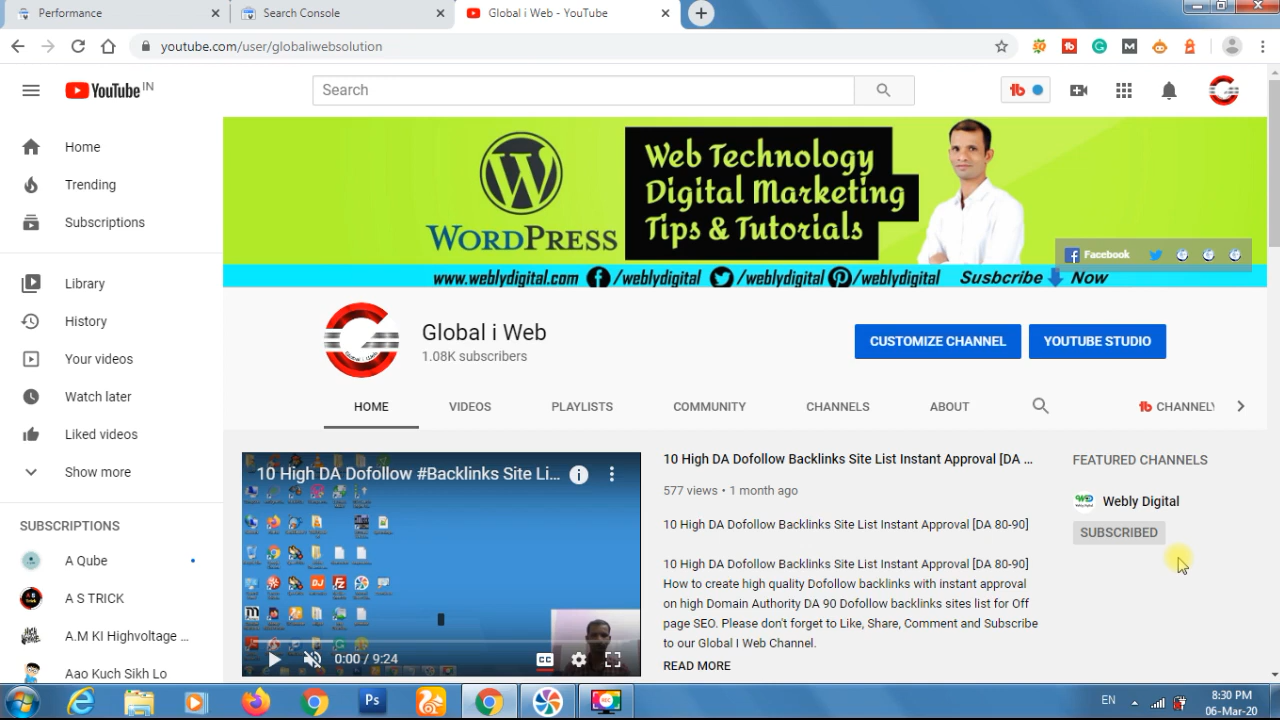 Performance
Search Console
Global i Web - YouTube
youtube.com/user/globaliwebsolution
YouTube IN
Search
Home
Trending
Subscriptions
Library
History
Your videos
Watch later
Liked videos
Show more
SUBSCRIPTIONS
A Qube
A S TRICK
A.M KI Highvoltage ...
Aao Kuch Sikh Lo
WORDPRESS
Web Technology
Digital Marketing
Tips & Tutorials
Facebook
www.weblydigital.com /weblydigital /weblydigital /weblydigital Susbcribe Now
Global i Web
1.08K subscribers
CUSTOMIZE CHANNEL
YOUTUBE STUDIO
HOME
VIDEOS
PLAYLISTS
COMMUNITY
CHANNELS
ABOUT
CHANNELY
10 High DA Dofollow #Backlinks Site Li...
0:00 / 9:24
10 High DA Dofollow Backlinks Site List Instant Approval [DA ...
577 views • 1 month ago
10 High DA Dofollow Backlinks Site List Instant Approval [DA 80-90]
10 High DA Dofollow Backlinks Site List Instant Approval [DA 80-90]
How to create high quality Dofollow backlinks with instant approval
on high Domain Authority DA 90 Dofollow backlinks sites list for Off
page SEO. Please don't forget to Like, Share, Comment and Subscribe
to our Global I Web Channel.
READ MORE
FEATURED CHANNELS
Webly Digital
SUBSCRIBED
EN
8:30 PM
06-Mar-20